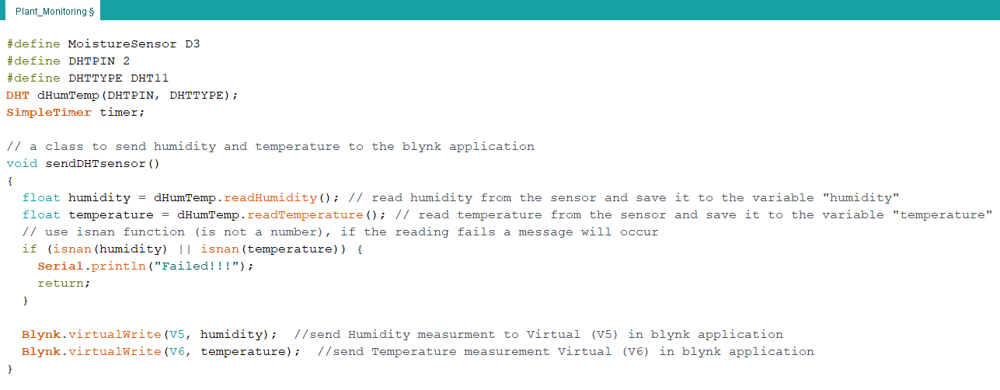 Plant_Monitoring §
#define MoistureSensor D3
#define DHTPIN 2
#define DHTTYPE DHT11
DHT dHumTemp(DHTPIN, DHTTYPE);
SimpleTimer timer;
// a class to send humidity and temperature to the blynk application
void sendDHTsensor()
{
  float humidity = dHumTemp.readHumidity(); // read humidity from the sensor and save it to the variable "humidity"
  float temperature = dHumTemp.readTemperature(); // read temperature from the sensor and save it to the variable "temperature"
  // use isnan function (is not a number), if the reading fails a message will occur
  if (isnan(humidity) || isnan(temperature)) {
    Serial.println("Failed!!!");
    return;
  }
  Blynk.virtualWrite(V5, humidity);  //send Humidity measurment to Virtual (V5) in blynk application
  Blynk.virtualWrite(V6, temperature);  //send Temperature measurement Virtual (V6) in blynk application
}